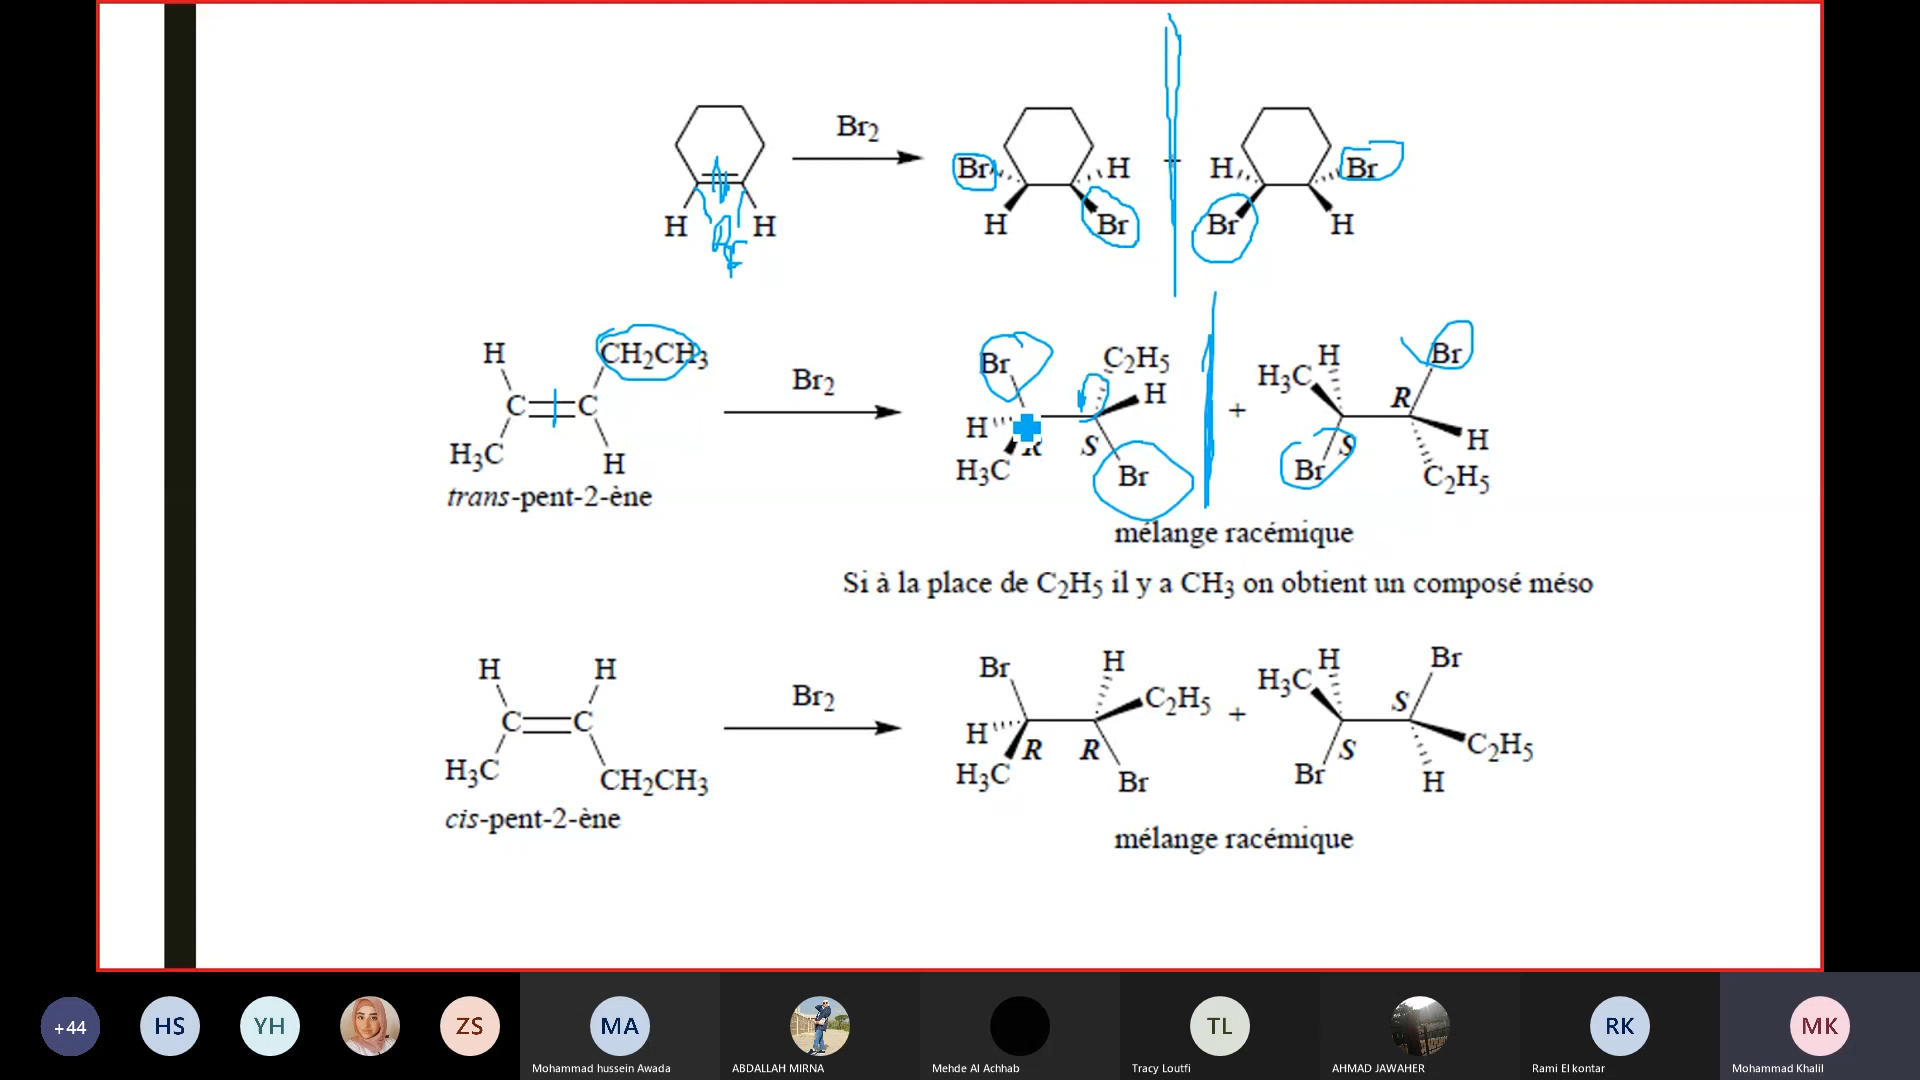 Br2
Br H Br H
H H
H Br
Br H
H CH2CH3
C=C
H3C H
trans-pent-2-ène
Br2
Br C2H5 H
H R S
H3C Br
+
H H3C Br
R
S H
Br C2H5
mélange racémique
Si à la place de C2H5 il y a CH3 on obtient un composé méso
H H
C=C
H3C CH2CH3
cis-pent-2-ène
Br2
Br H
C2H5
H R R
H3C Br
+
H Br
H3C S
S C2H5
Br H
mélange racémique
+44 HS YH ZS MA TL RK MK
Mohammad hussein Awada ABDALLAH MIRNA Mehde Al Achhab Tracy Loutfi AHMAD JAWAHER Rami El kontar Mohammad Khalil